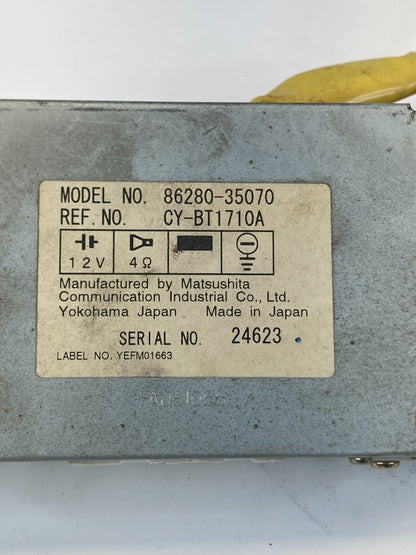 MODEL NO. 86280-35070
REF. NO. CY-BT1710A
12V 4Ω
Manufactured by Matsushita
Communication Industrial Co., Ltd.
Yokohama Japan Made in Japan
SERIAL NO. 24623
LABEL NO. YEFM01663